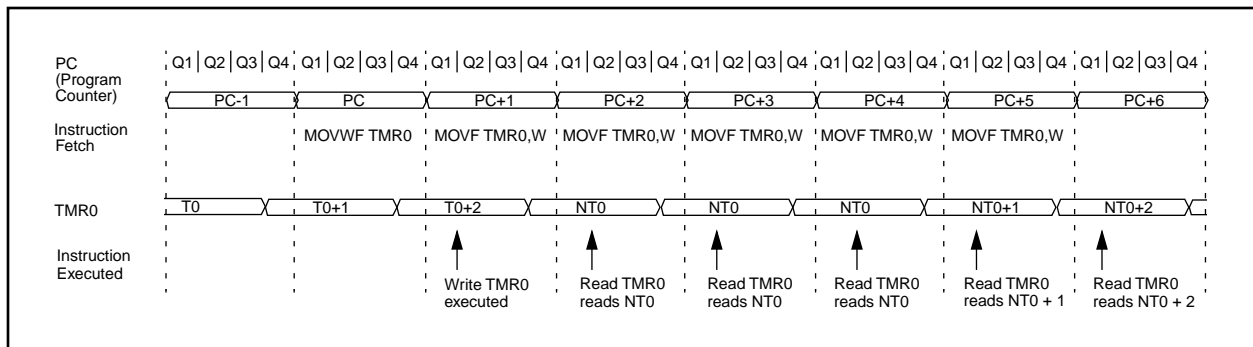 PC
(Program
Counter)
Q1 Q2 Q3 Q4 Q1 Q2 Q3 Q4 Q1 Q2 Q3 Q4 Q1 Q2 Q3 Q4 Q1 Q2 Q3 Q4 Q1 Q2 Q3 Q4 Q1 Q2 Q3 Q4 Q1 Q2 Q3 Q4
PC-1 PC PC+1 PC+2 PC+3 PC+4 PC+5 PC+6
Instruction
Fetch
MOVWF TMR0 MOVF TMR0,W MOVF TMR0,W MOVF TMR0,W MOVF TMR0,W MOVF TMR0,W
TMR0
T0 T0+1 T0+2 NT0 NT0 NT0 NT0+1 NT0+2
Instruction
Executed
Write TMR0
executed
Read TMR0
reads NT0
Read TMR0
reads NT0
Read TMR0
reads NT0
Read TMR0
reads NT0 + 1
Read TMR0
reads NT0 + 2